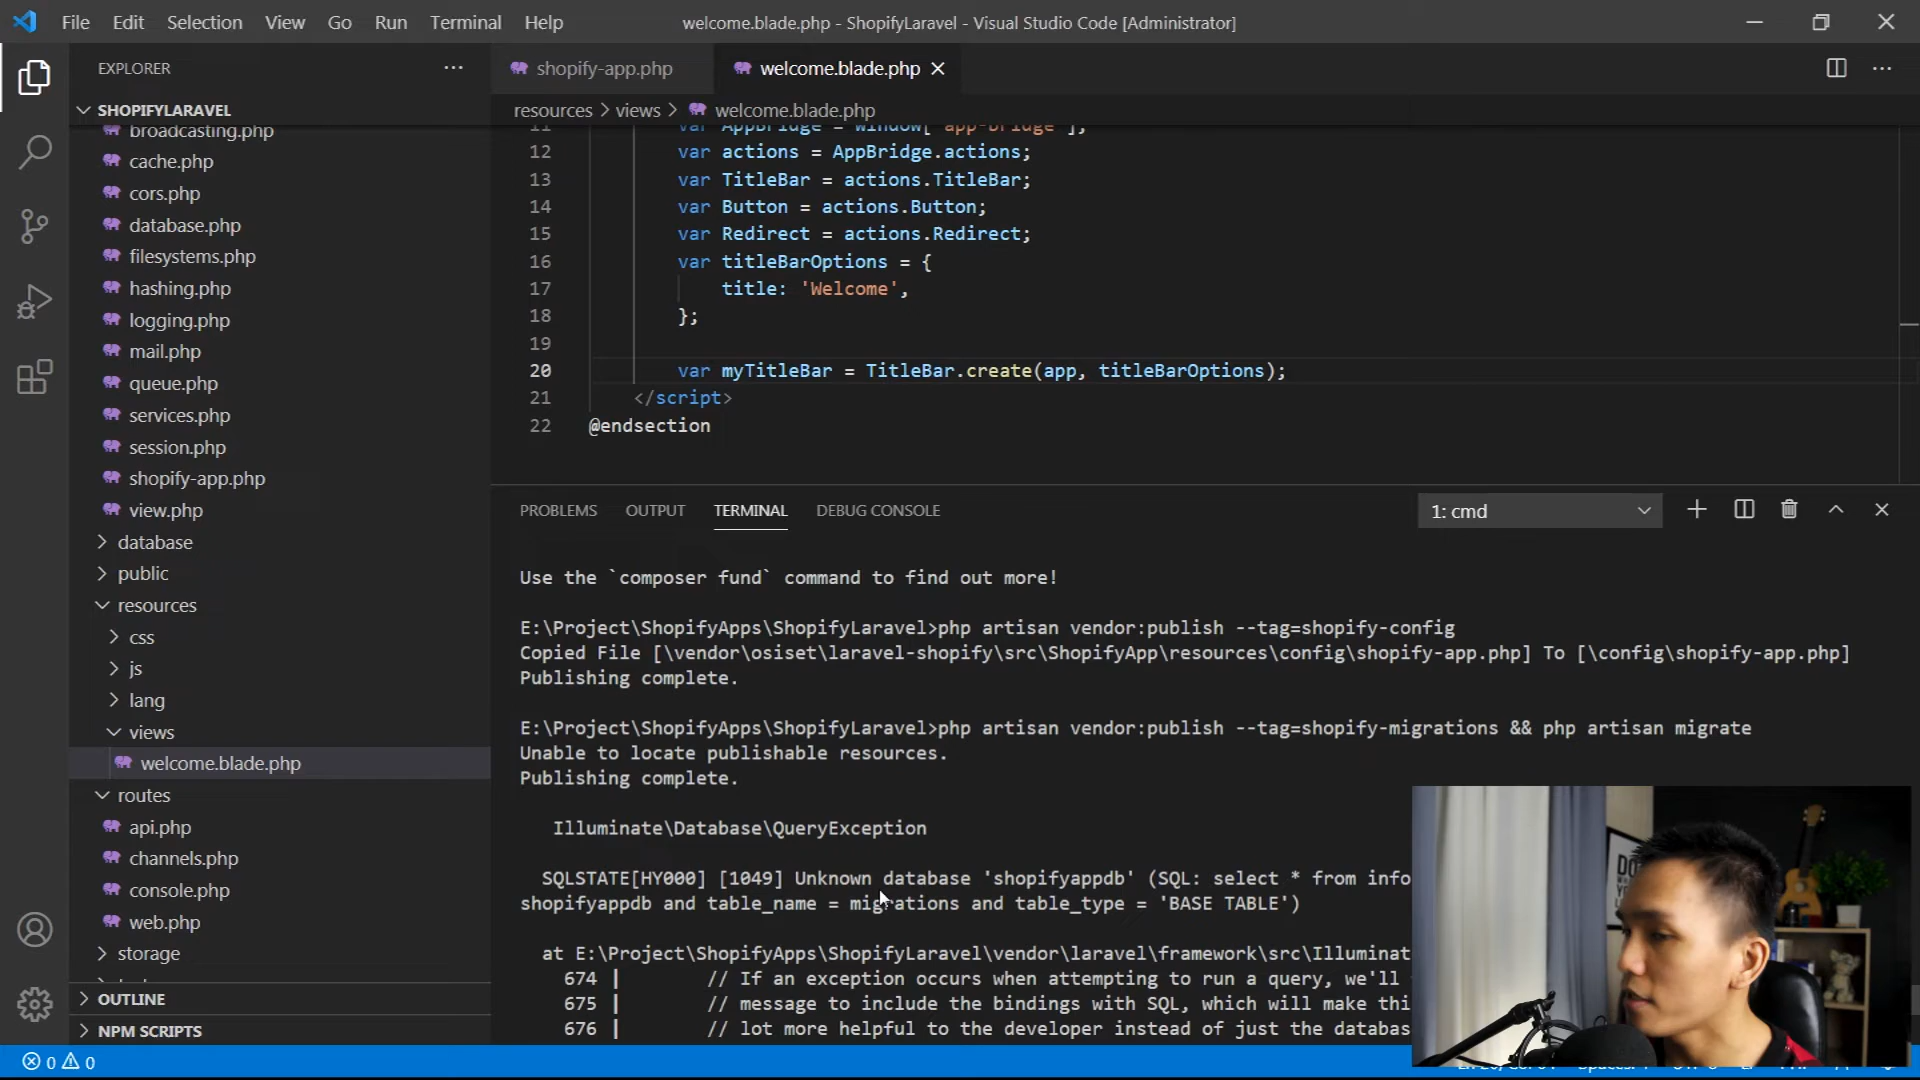 File Edit Selection View Go Run Terminal Help
welcome.blade.php - ShopifyLaravel - Visual Studio Code [Administrator]
EXPLORER
SHOPIFYLARAVEL
broadcasting.php
cache.php
cors.php
database.php
filesystems.php
hashing.php
logging.php
mail.php
queue.php
services.php
session.php
shopify-app.php
view.php
database
public
resources
css
js
lang
views
welcome.blade.php
routes
api.php
channels.php
console.php
web.php
storage
OUTLINE
NPM SCRIPTS
0 0
shopify-app.php
welcome.blade.php
resources > views > welcome.blade.php
11 var AppBridge = window['app-bridge'];
12 var actions = AppBridge.actions;
13 var TitleBar = actions.TitleBar;
14 var Button = actions.Button;
15 var Redirect = actions.Redirect;
16 var titleBarOptions = {
17 title: 'Welcome',
18 };
19
20 var myTitleBar = TitleBar.create(app, titleBarOptions);
21 </script>
22 @endsection
PROBLEMS OUTPUT TERMINAL DEBUG CONSOLE
1: cmd
Use the `composer fund` command to find out more!
E:\Project\ShopifyApps\ShopifyLaravel>php artisan vendor:publish --tag=shopify-config
Copied File [\vendor\osiset\laravel-shopify\src\ShopifyApp\resources\config\shopify-app.php] To [\config\shopify-app.php]
Publishing complete.
E:\Project\ShopifyApps\ShopifyLaravel>php artisan vendor:publish --tag=shopify-migrations && php artisan migrate
Unable to locate publishable resources.
Publishing complete.
Illuminate\Database\QueryException
SQLSTATE[HY000] [1049] Unknown database 'shopifyappdb' (SQL: select * from info
shopifyappdb and table_name = migrations and table_type = 'BASE TABLE')
at E:\Project\ShopifyApps\ShopifyLaravel\vendor\laravel\framework\src\Illuminat
674 | // If an exception occurs when attempting to run a query, we'll
675 | // message to include the bindings with SQL, which will make thi
676 | // lot more helpful to the developer instead of just the databas